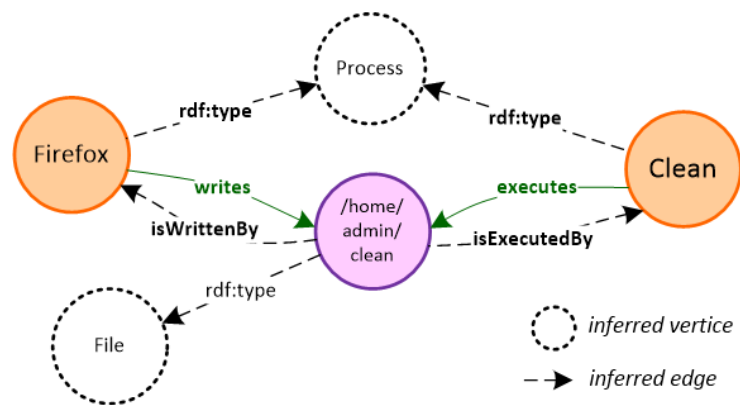 Process
rdf:type
rdf:type
Firefox
Clean
writes
executes
/home/
admin/
clean
isWrittenBy
isExecutedBy
rdf:type
File
inferred vertice
inferred edge